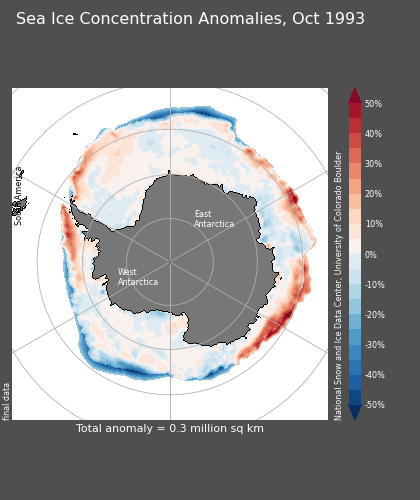 Sea Ice Concentration Anomalies, Oct 1993
South America
East
Antarctica
West
Antarctica
50%
40%
30%
20%
10%
0%
-10%
-20%
-30%
-40%
-50%
National Snow and Ice Data Center, University of Colorado Boulder
final data
Total anomaly = 0.3 million sq km